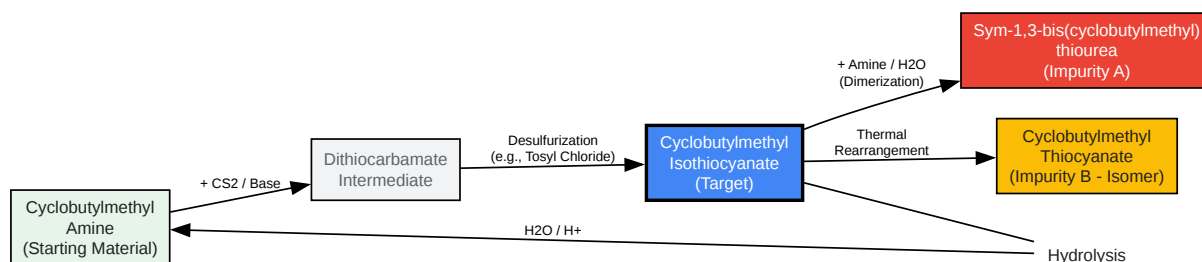 Cyclobutylmethyl
Amine
(Starting Material)
+ CS2 / Base
Dithiocarbamate
Intermediate
Desulfurization
(e.g., Tosyl Chloride)
Cyclobutylmethyl
Isothiocyanate
(Target)
+ Amine / H2O
(Dimerization)
Sym-1,3-bis(cyclobutylmethyl)
thiourea
(Impurity A)
Thermal
Rearrangement
Cyclobutylmethyl
Thiocyanate
(Impurity B - Isomer)
H2O / H+
Hydrolysis